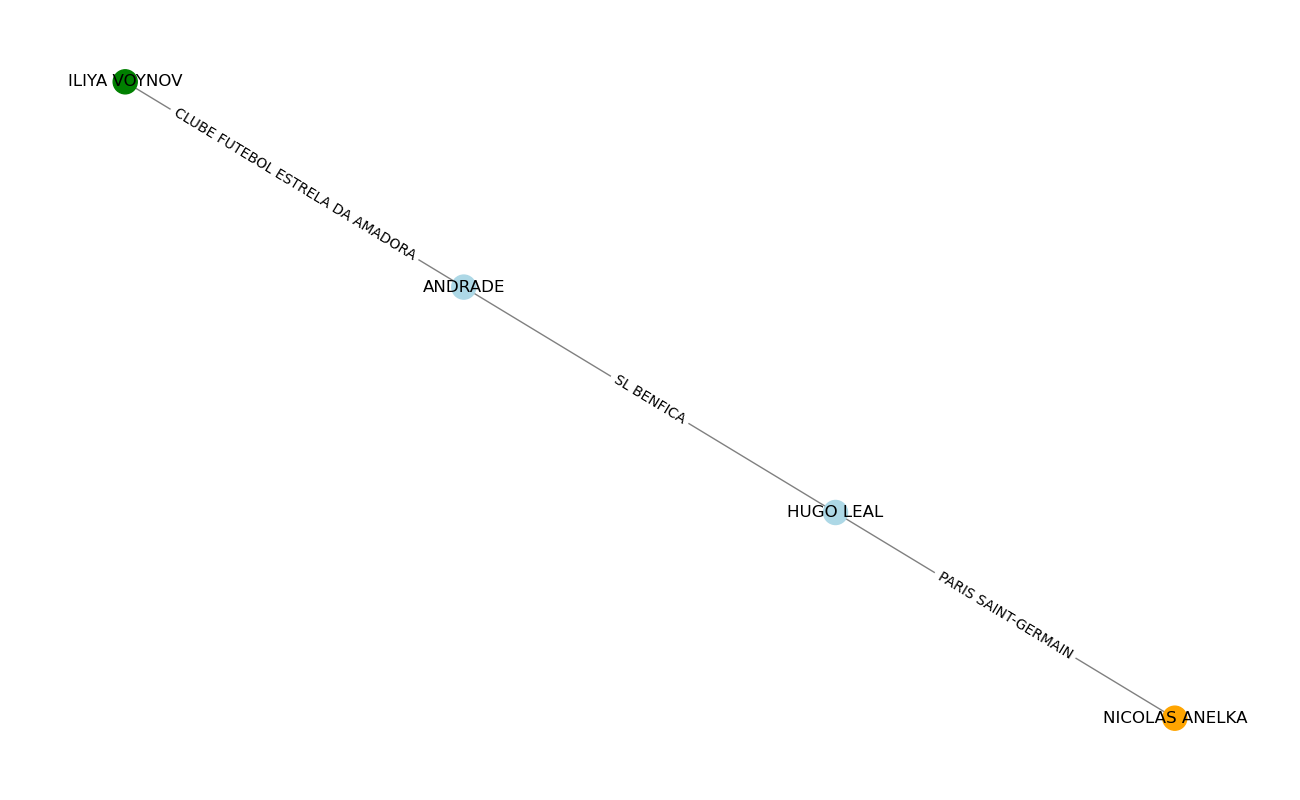 ILIYA VOYNOV
CLUBE FUTEBOL ESTRELA DA AMADORA
ANDRADE
SL BENFICA
HUGO LEAL
PARIS SAINT-GERMAIN
NICOLAS ANELKA